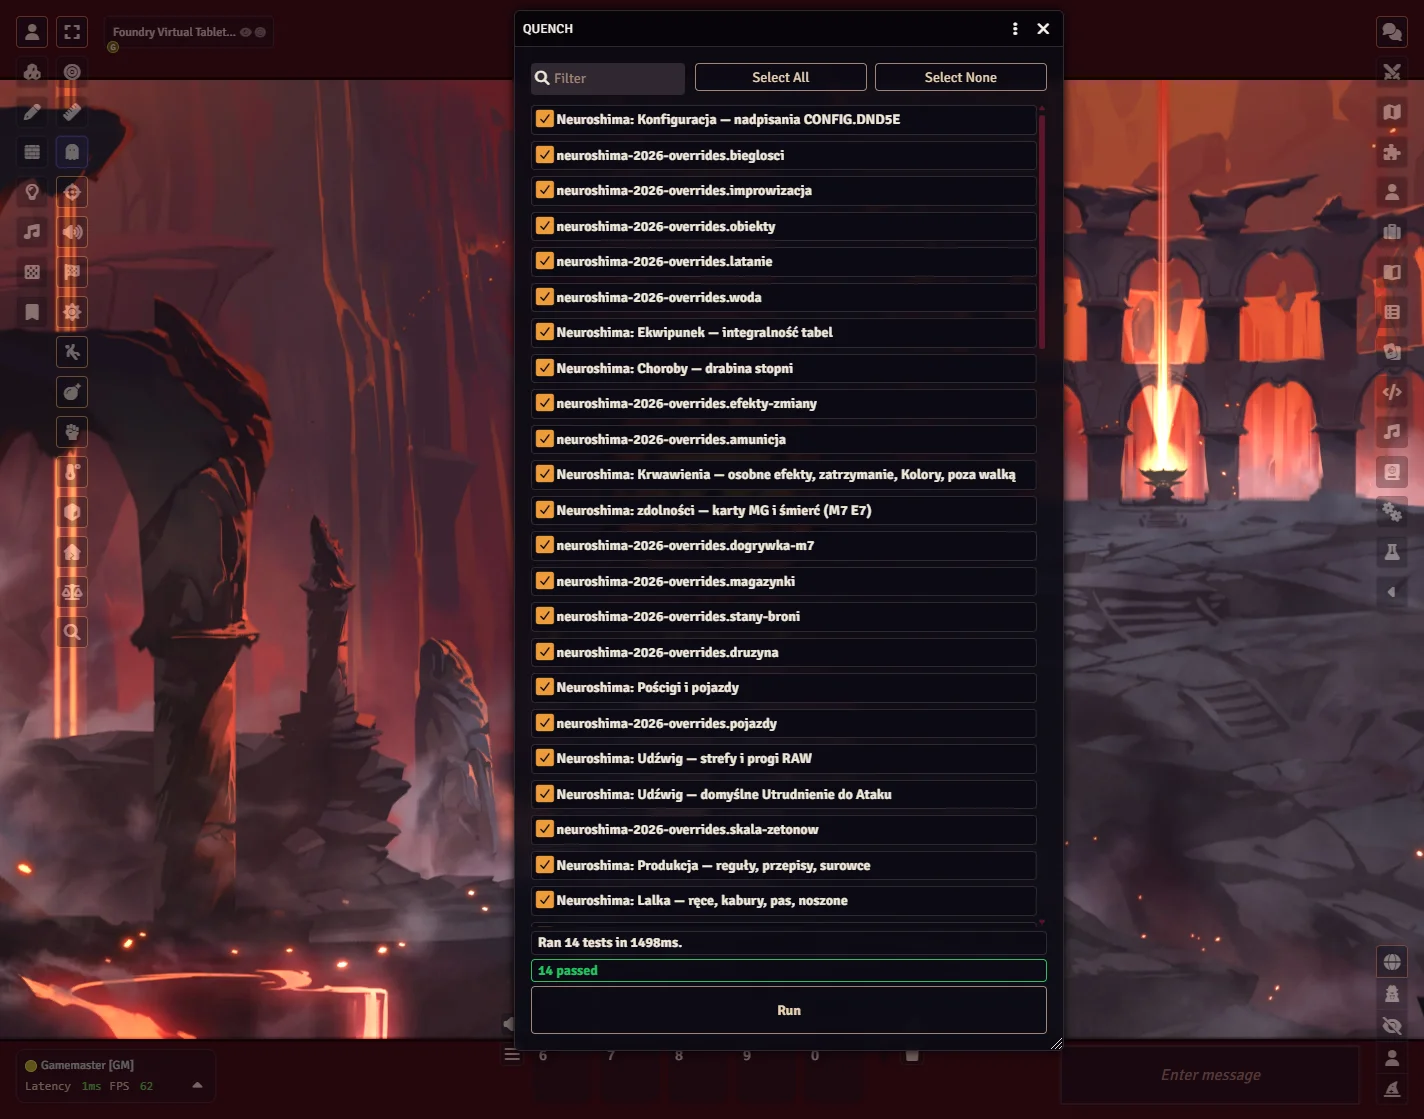 QUENCH
Foundry Virtual Tablet...
G
Filter
Select All
Select None
Neuroshima: Konfiguracja — nadpisania CONFIG.DND5E
neuroshima-2026-overrides.bieglosci
neuroshima-2026-overrides.improwizacja
neuroshima-2026-overrides.obiekty
neuroshima-2026-overrides.latanie
neuroshima-2026-overrides.woda
Neuroshima: Ekwipunek — integralność tabel
Neuroshima: Choroby — drabina stopni
neuroshima-2026-overrides.efekty-zmiany
neuroshima-2026-overrides.amunicja
Neuroshima: Krwawienia — osobne efekty, zatrzymanie, Kolory, poza walką
Neuroshima: zdolności — karty MG i śmierć (M7 E7)
neuroshima-2026-overrides.dogrywka-m7
neuroshima-2026-overrides.magazynki
neuroshima-2026-overrides.stany-broni
neuroshima-2026-overrides.druzyna
Neuroshima: Pościgi i pojazdy
neuroshima-2026-overrides.pojazdy
Neuroshima: Udźwig — strefy i progi RAW
Neuroshima: Udźwig — domyślne Utrudnienie do Ataku
neuroshima-2026-overrides.skala-zetonow
Neuroshima: Produkcja — reguły, przepisy, surowce
Neuroshima: Lalka — ręce, kabury, pas, noszone
Ran 14 tests in 1498ms.
14 passed
Run
6 7 8 9 0
Gamemaster [GM]
Latency 1ms FPS 62
Enter message